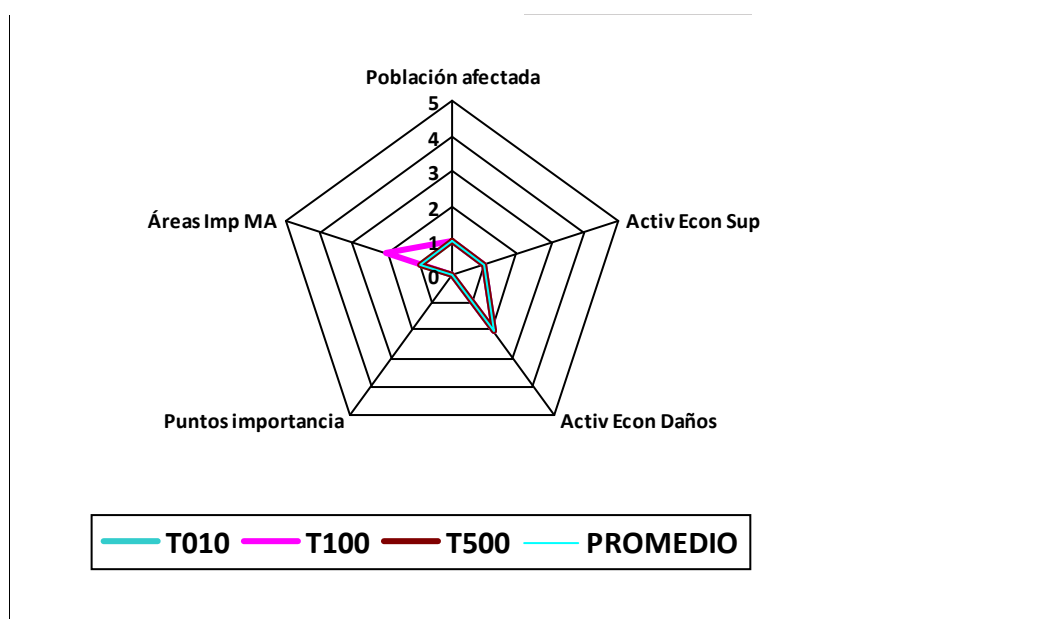 Población afectada
5
4
3
2
1
0
Áreas Imp MA
Activ Econ Sup
Puntos importancia
Activ Econ Daños
T010 T100 T500 PROMEDIO